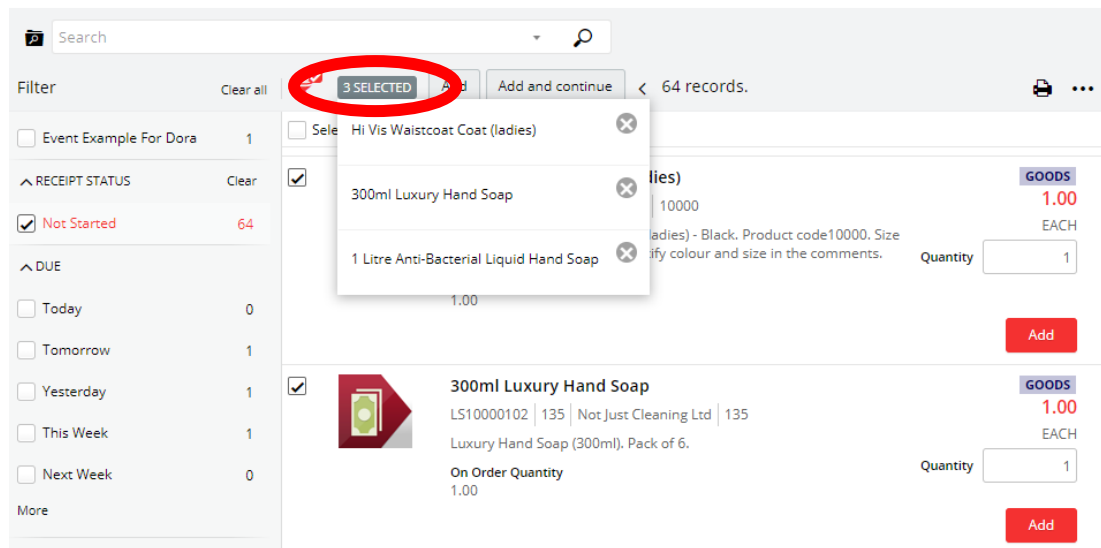 Search
Filter
Clear all
3 SELECTED
Add and continue
64 records.
Event Example For Dora 1
RECEIPT STATUS Clear
Not Started 64
DUE
Today 0
Tomorrow 1
Yesterday 1
This Week 1
Next Week 0
More
Hi Vis Waistcoat Coat (ladies)
300ml Luxury Hand Soap
1 Litre Anti-Bacterial Liquid Hand Soap
10000
- Black. Product code10000. Size
colour and size in the comments.
1.00
GOODS
1.00
EACH
Quantity 1
Add
300ml Luxury Hand Soap
LS10000102 135 Not Just Cleaning Ltd 135
Luxury Hand Soap (300ml). Pack of 6.
On Order Quantity
1.00
GOODS
1.00
EACH
Quantity 1
Add